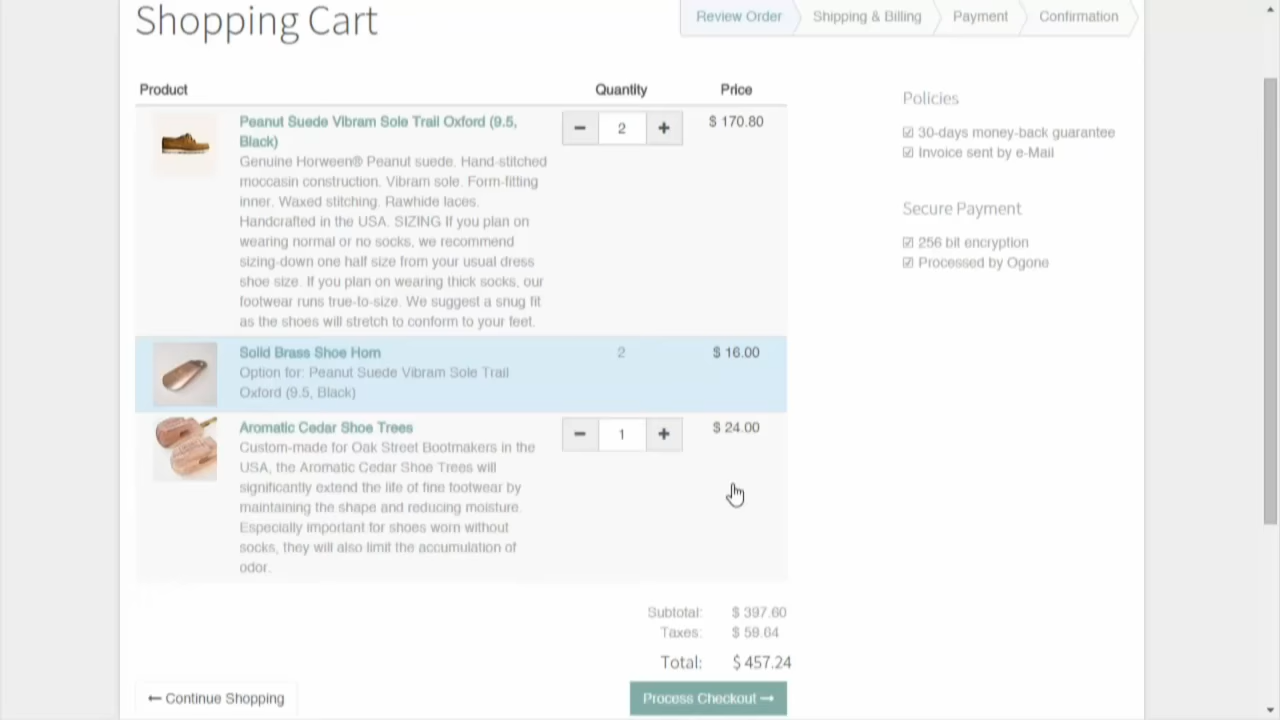 Shopping Cart
Review Order
Shipping & Billing
Payment
Confirmation
Product
Quantity
Price
Peanut Suede Vibram Sole Trail Oxford (9.5,
Black)
2
$ 170.80
Genuine Horween® Peanut suede. Hand-stitched
moccasin construction. Vibram sole. Form-fitting
inner. Waxed stitching. Rawhide laces.
Handcrafted in the USA. SIZING If you plan on
wearing normal or no socks, we recommend
sizing-down one half size from your usual dress
shoe size. If you plan on wearing thick socks, our
footwear runs true-to-size. We suggest a snug fit
as the shoes will stretch to conform to your feet.
Solid Brass Shoe Horn
2
$ 16.00
Option for: Peanut Suede Vibram Sole Trail
Oxford (9.5, Black)
Aromatic Cedar Shoe Trees
1
$ 24.00
Custom-made for Oak Street Bootmakers in the
USA, the Aromatic Cedar Shoe Trees will
significantly extend the life of fine footwear by
maintaining the shape and reducing moisture.
Especially important for shoes worn without
socks, they will also limit the accumulation of
odor.
Subtotal: $ 397.60
Taxes:
Total: $ 457.24
Continue Shopping
Process Checkout
Policies
30-days money-back guarantee
Invoice sent by e-Mail
Secure Payment
256 bit encryption
Processed by Ogone